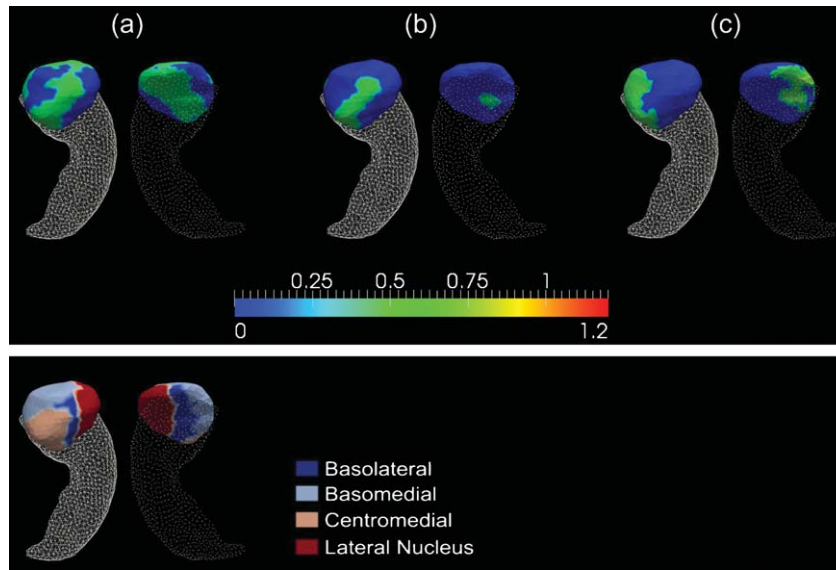 (a) (b) (c)
0.25 0.5 0.75 1
0 1.2
Basolateral
Basomedial
Centromedial
Lateral Nucleus